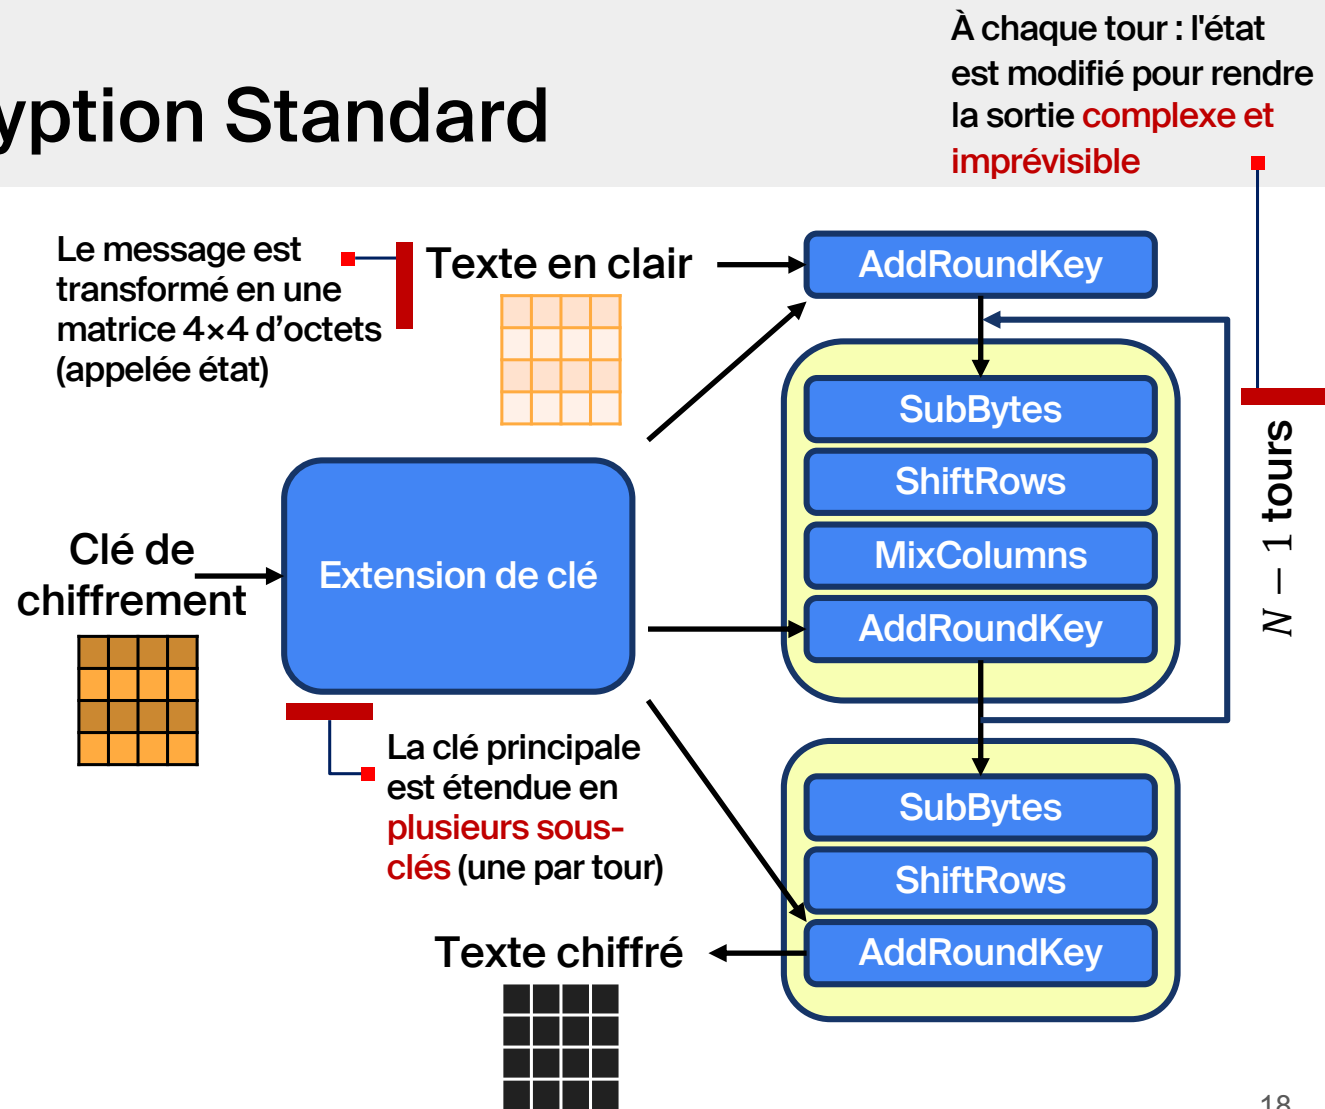 À chaque tour : l'état
est modifié pour rendre
la sortie complexe et
imprévisible
yption Standard
Le message est
transformé en une
matrice 4×4 d’octets
(appelée état)
Texte en clair
AddRoundKey
SubBytes
ShiftRows
MixColumns
AddRoundKey
N − 1 tours
Clé de
chiffrement
Extension de clé
La clé principale
est étendue en
plusieurs sous-
clés (une par tour)
SubBytes
ShiftRows
AddRoundKey
Texte chiffré
18